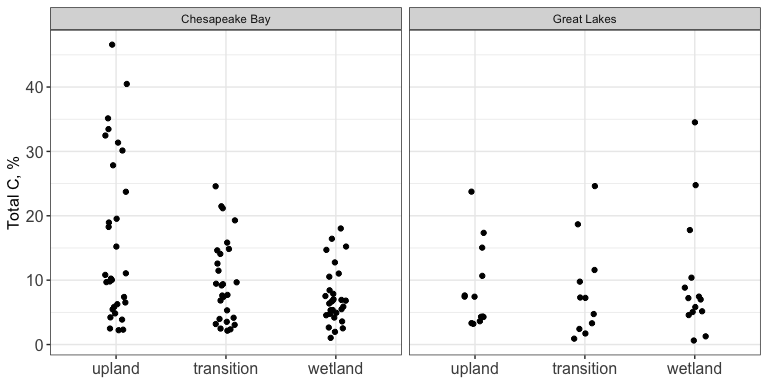 Chesapeake Bay
Great Lakes
Total C, %
40
30
20
10
0
upland transition wetland
upland transition wetland